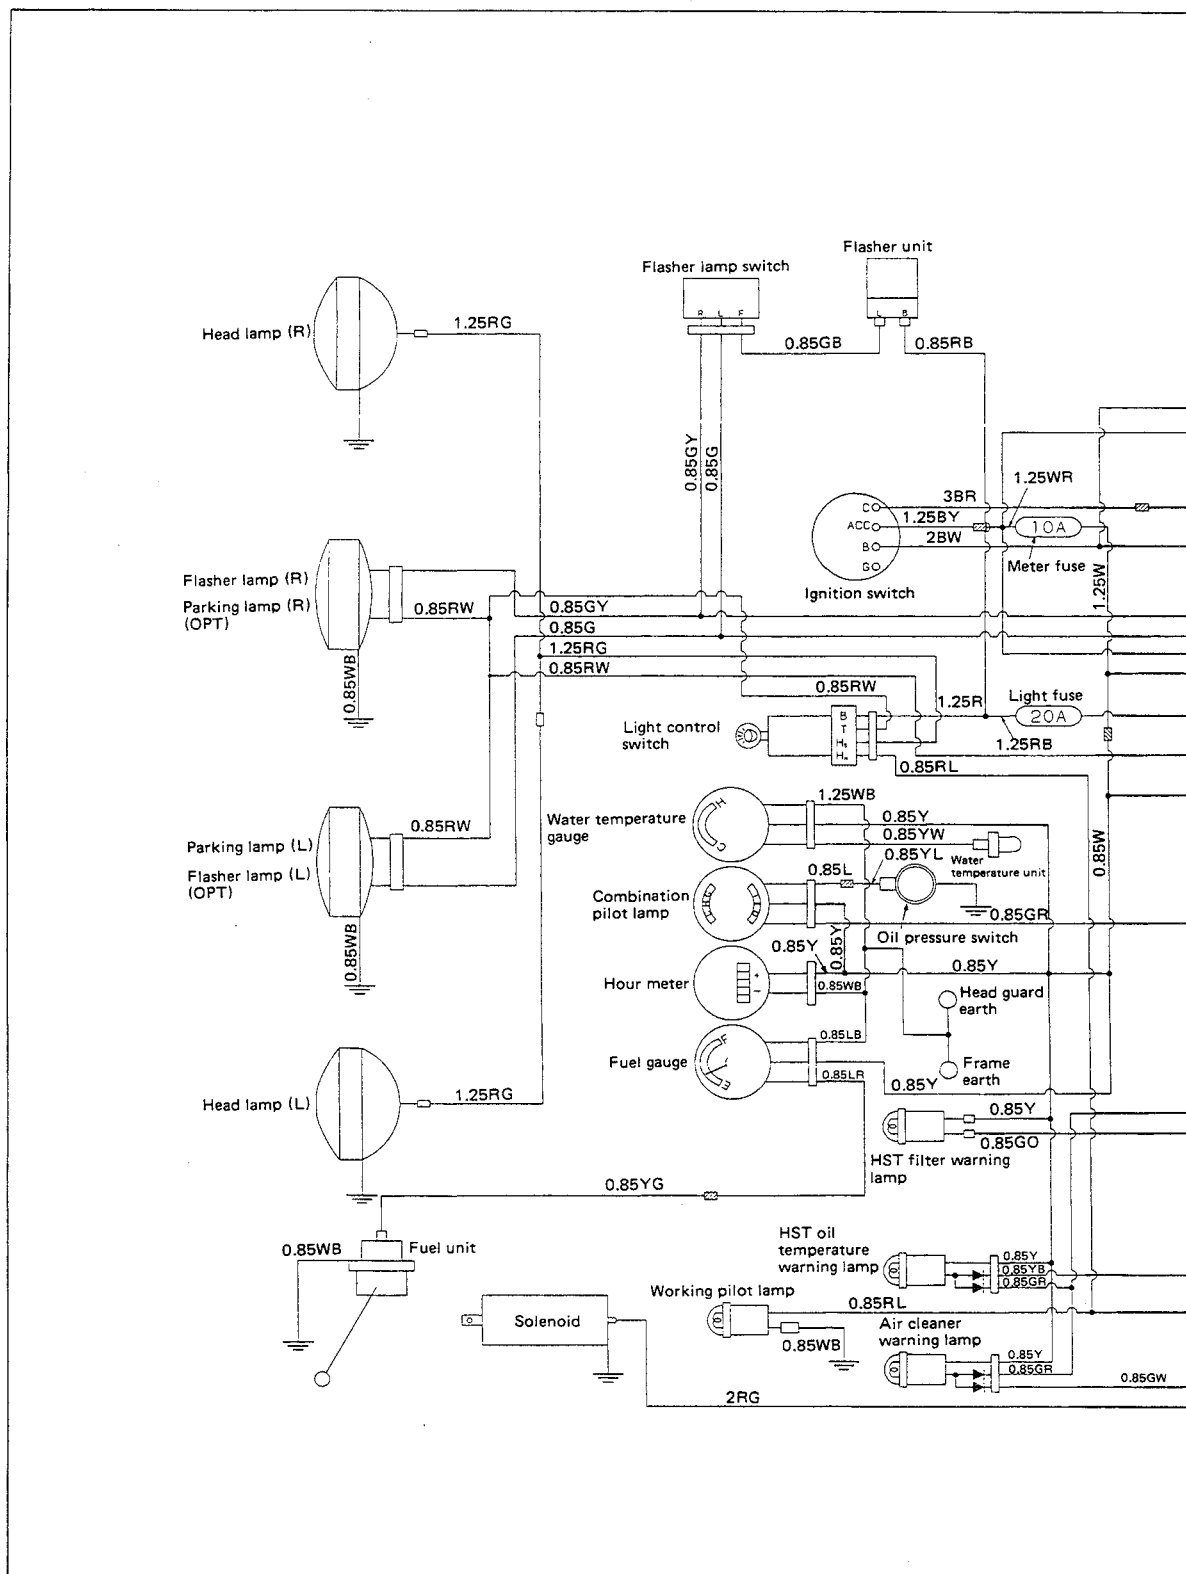 Flasher unit
Flasher lamp switch
R L F
L B
Head lamp (R)
1.25RG
0.85GB
0.85RB
0.85GY
0.85G
1.25WR
3BR
C
ACC
1.25BY
10A
B
2BW
G
Meter fuse
Ignition switch
1.25W
Flasher lamp (R)
Parking lamp (R)
(OPT)
0.85RW
0.85GY
0.85G
1.25RG
0.85RW
0.85WB
0.85RW
1.25R
Light fuse
20A
Light control
switch
B
T
1.25RB
0.85RL
Water temperature
gauge
H
C
1.25WB
0.85Y
0.85YW
0.85W
Parking lamp (L)
Flasher lamp (L)
(OPT)
0.85RW
0.85YL
Water
temperature unit
0.85L
Combination
pilot lamp
0.85GR
Oil pressure switch
0.85WB
0.85Y
0.85Y
0.85Y
Hour meter
+
−
0.85WB
Head guard
earth
0.85LB
Fuel gauge
F
E
0.85LR
0.85Y
Frame
earth
Head lamp (L)
1.25RG
0.85Y
0.85GO
HST filter warning
lamp
0.85YG
0.85WB
Fuel unit
HST oil
temperature
warning lamp
0.85Y
0.85YB
0.85GR
Working pilot lamp
0.85RL
Solenoid
0.85WB
Air cleaner
warning lamp
0.85Y
0.85GR
0.85GW
2RG